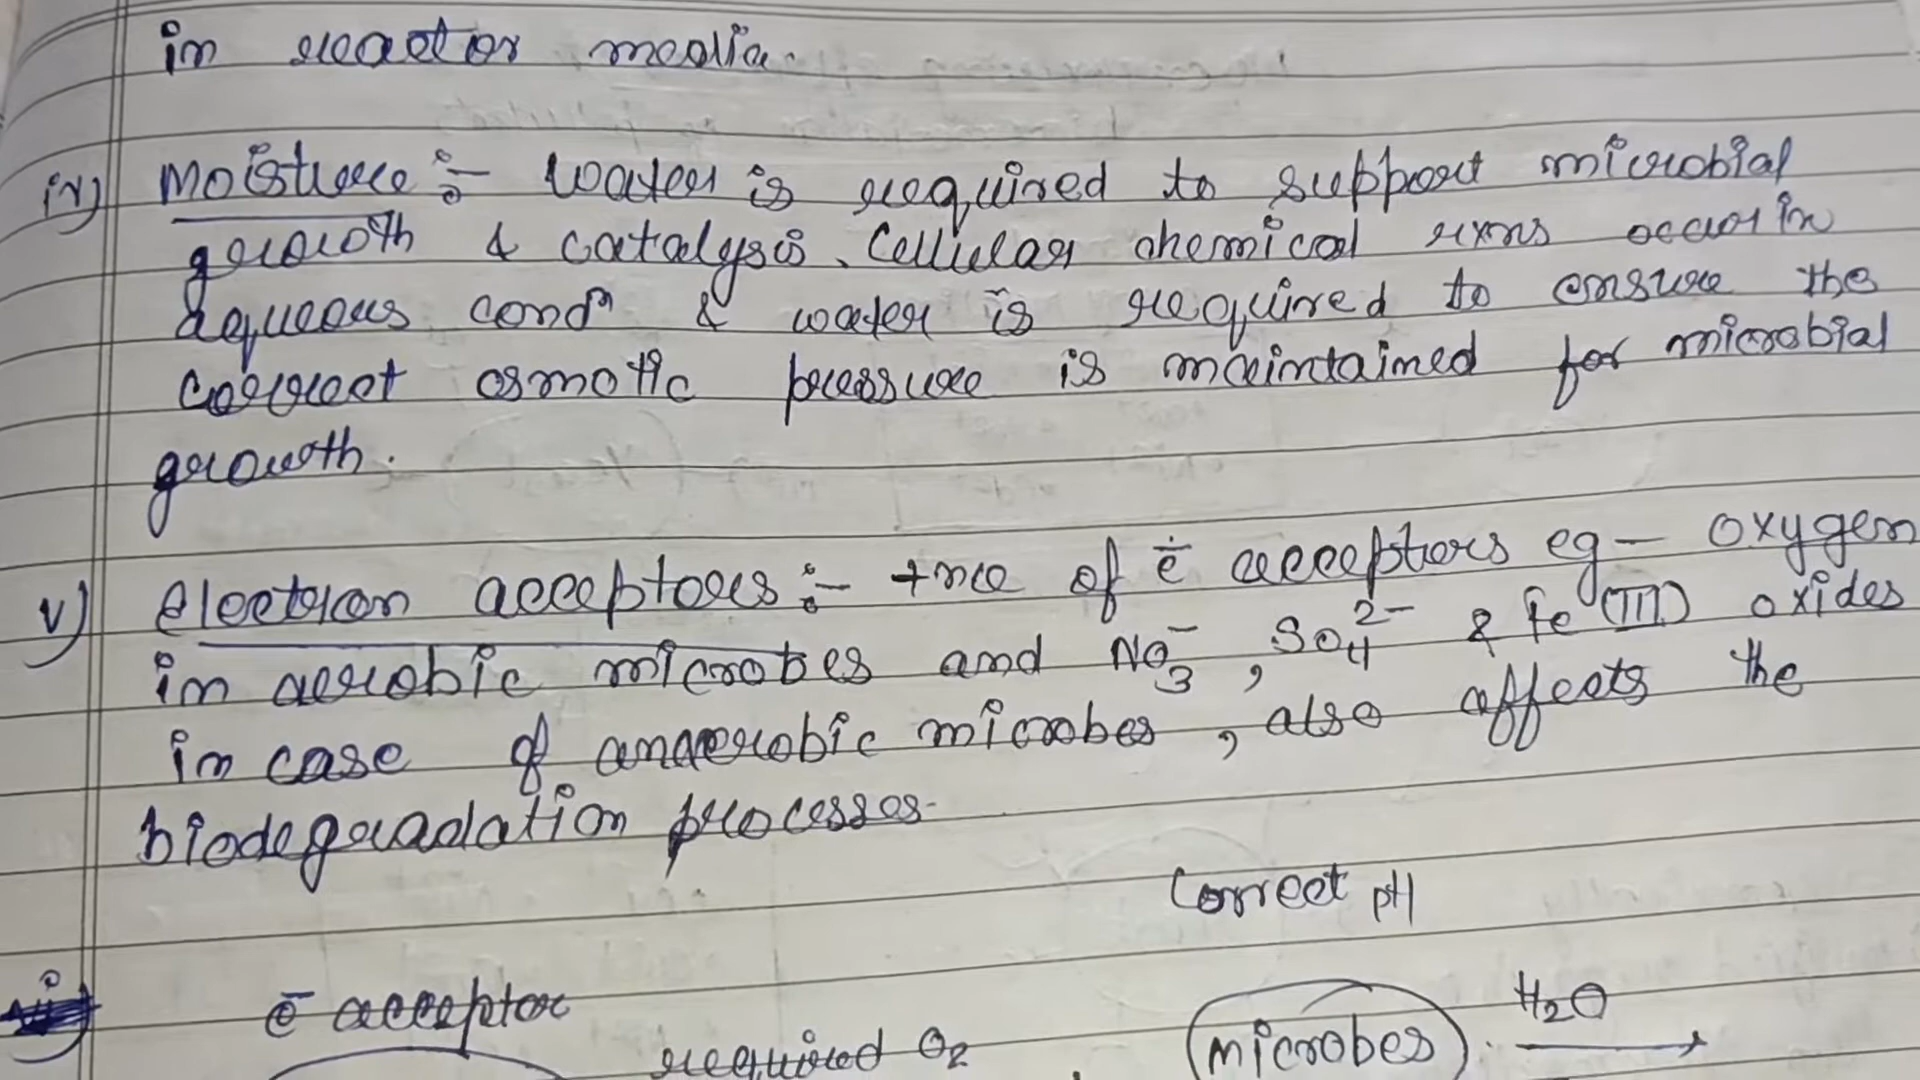 in reactor media.
iv) Moisture :- Water is required to support microbial
growth & catalysis. Cellular chemical rxns occur in
aqueous condn & water is required to ensure the
correct osmotic pressure is maintained for microbial
growth.
v) Electron acceptors :- +nce of e- acceptors eg - oxygen
in aerobic microbes and NO3-, SO4 2- & Fe(III) oxides
in case of anaerobic microbes, also affects the
biodegradation processes.
Correct pH
e- acceptor
H2O
required O2
microbes →